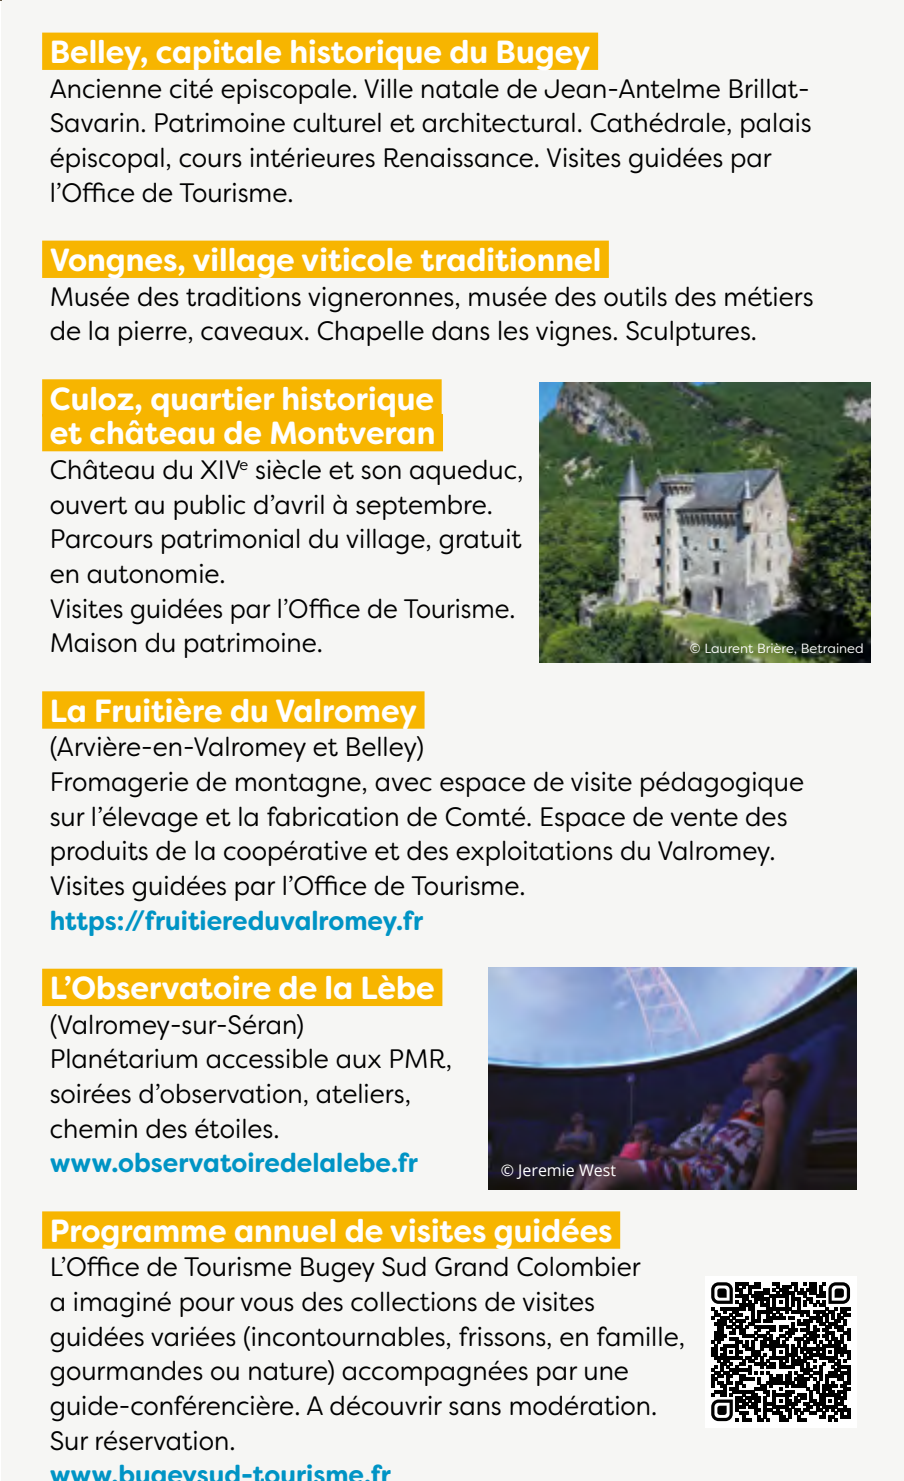 Belley, capitale historique du Bugey
Ancienne cité episcopale. Ville natale de Jean-Antelme Brillat-
Savarin. Patrimoine culturel et architectural. Cathédrale, palais
épiscopal, cours intérieures Renaissance. Visites guidées par
l’Office de Tourisme.
Vongnes, village viticole traditionnel
Musée des traditions vigneronnes, musée des outils des métiers
de la pierre, caveaux. Chapelle dans les vignes. Sculptures.
Culoz, quartier historique
et château de Montveran
Château du XIVe siècle et son aqueduc,
ouvert au public d’avril à septembre.
Parcours patrimonial du village, gratuit
en autonomie.
Visites guidées par l’Office de Tourisme.
Maison du patrimoine.
© Laurent Brière, Betrained
La Fruitière du Valromey
(Arvière-en-Valromey et Belley)
Fromagerie de montagne, avec espace de visite pédagogique
sur l’élevage et la fabrication de Comté. Espace de vente des
produits de la coopérative et des exploitations du Valromey.
Visites guidées par l’Office de Tourisme.
https://fruitiereduvalromey.fr
L’Observatoire de la Lèbe
(Valromey-sur-Séran)
Planétarium accessible aux PMR,
soirées d’observation, ateliers,
chemin des étoiles.
www.observatoiredelalebe.fr
© Jeremie West
Programme annuel de visites guidées
L’Office de Tourisme Bugey Sud Grand Colombier
a imaginé pour vous des collections de visites
guidées variées (incontournables, frissons, en famille,
gourmandes ou nature) accompagnées par une
guide-conférencière. A découvrir sans modération.
Sur réservation.
www.bugeysud-tourisme.fr